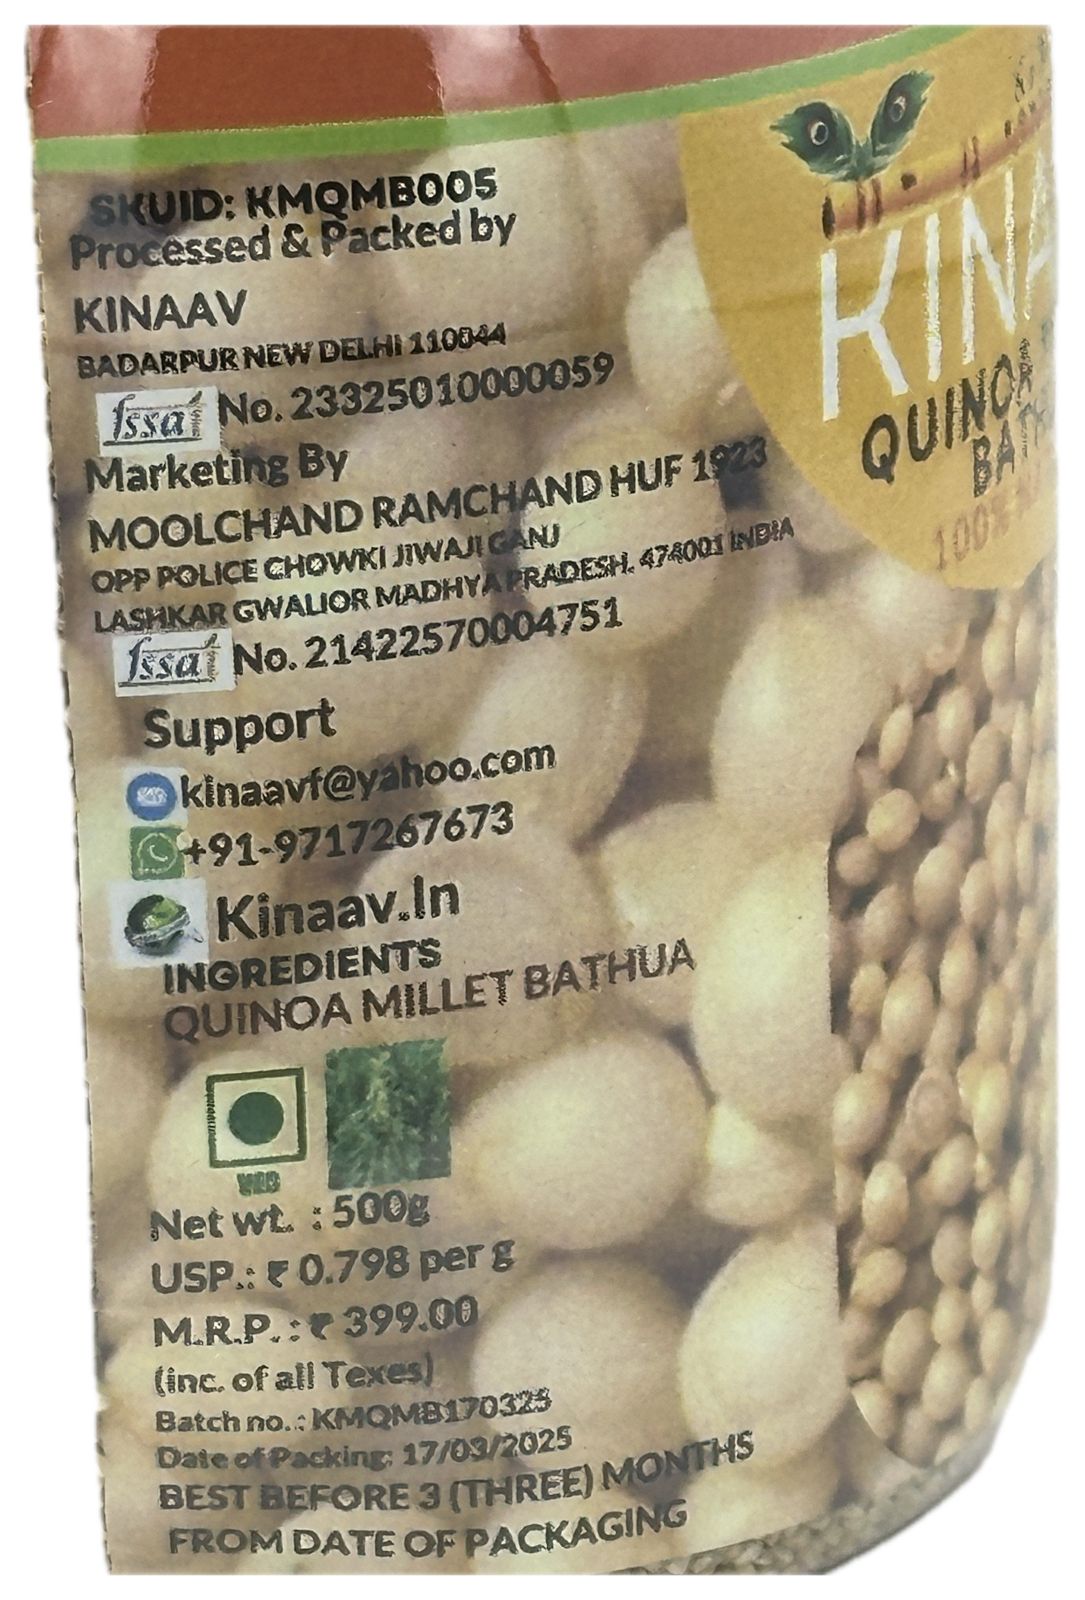 SKUID: KMQMB005
Processed & Packed by
KINAAV
BADARPUR NEW DELHI 110044
fssai No. 23325010000059
Marketing By
MOOLCHAND RAMCHAND HUF 1923
OPP POLICE CHOWKI JIWAJI GANJ
LASHKAR GWALIOR MADHYA PRADESH. 474001 INDIA
fssai No. 21422570004751
Support
kinaavf@yahoo.com
+91-9717267673
Kinaav.In
INGREDIENTS
QUINOA MILLET BATHUA
VEG
Net wt. : 500g
USP.: ₹ 0.798 per g
M.R.P. : ₹ 399.00
(inc. of all Texes)
Batch no.: KMQMB170325
Date of Packing: 17/03/2025
BEST BEFORE 3 (THREE) MONTHS
FROM DATE OF PACKAGING
KINA
QUINO
BAT
100%